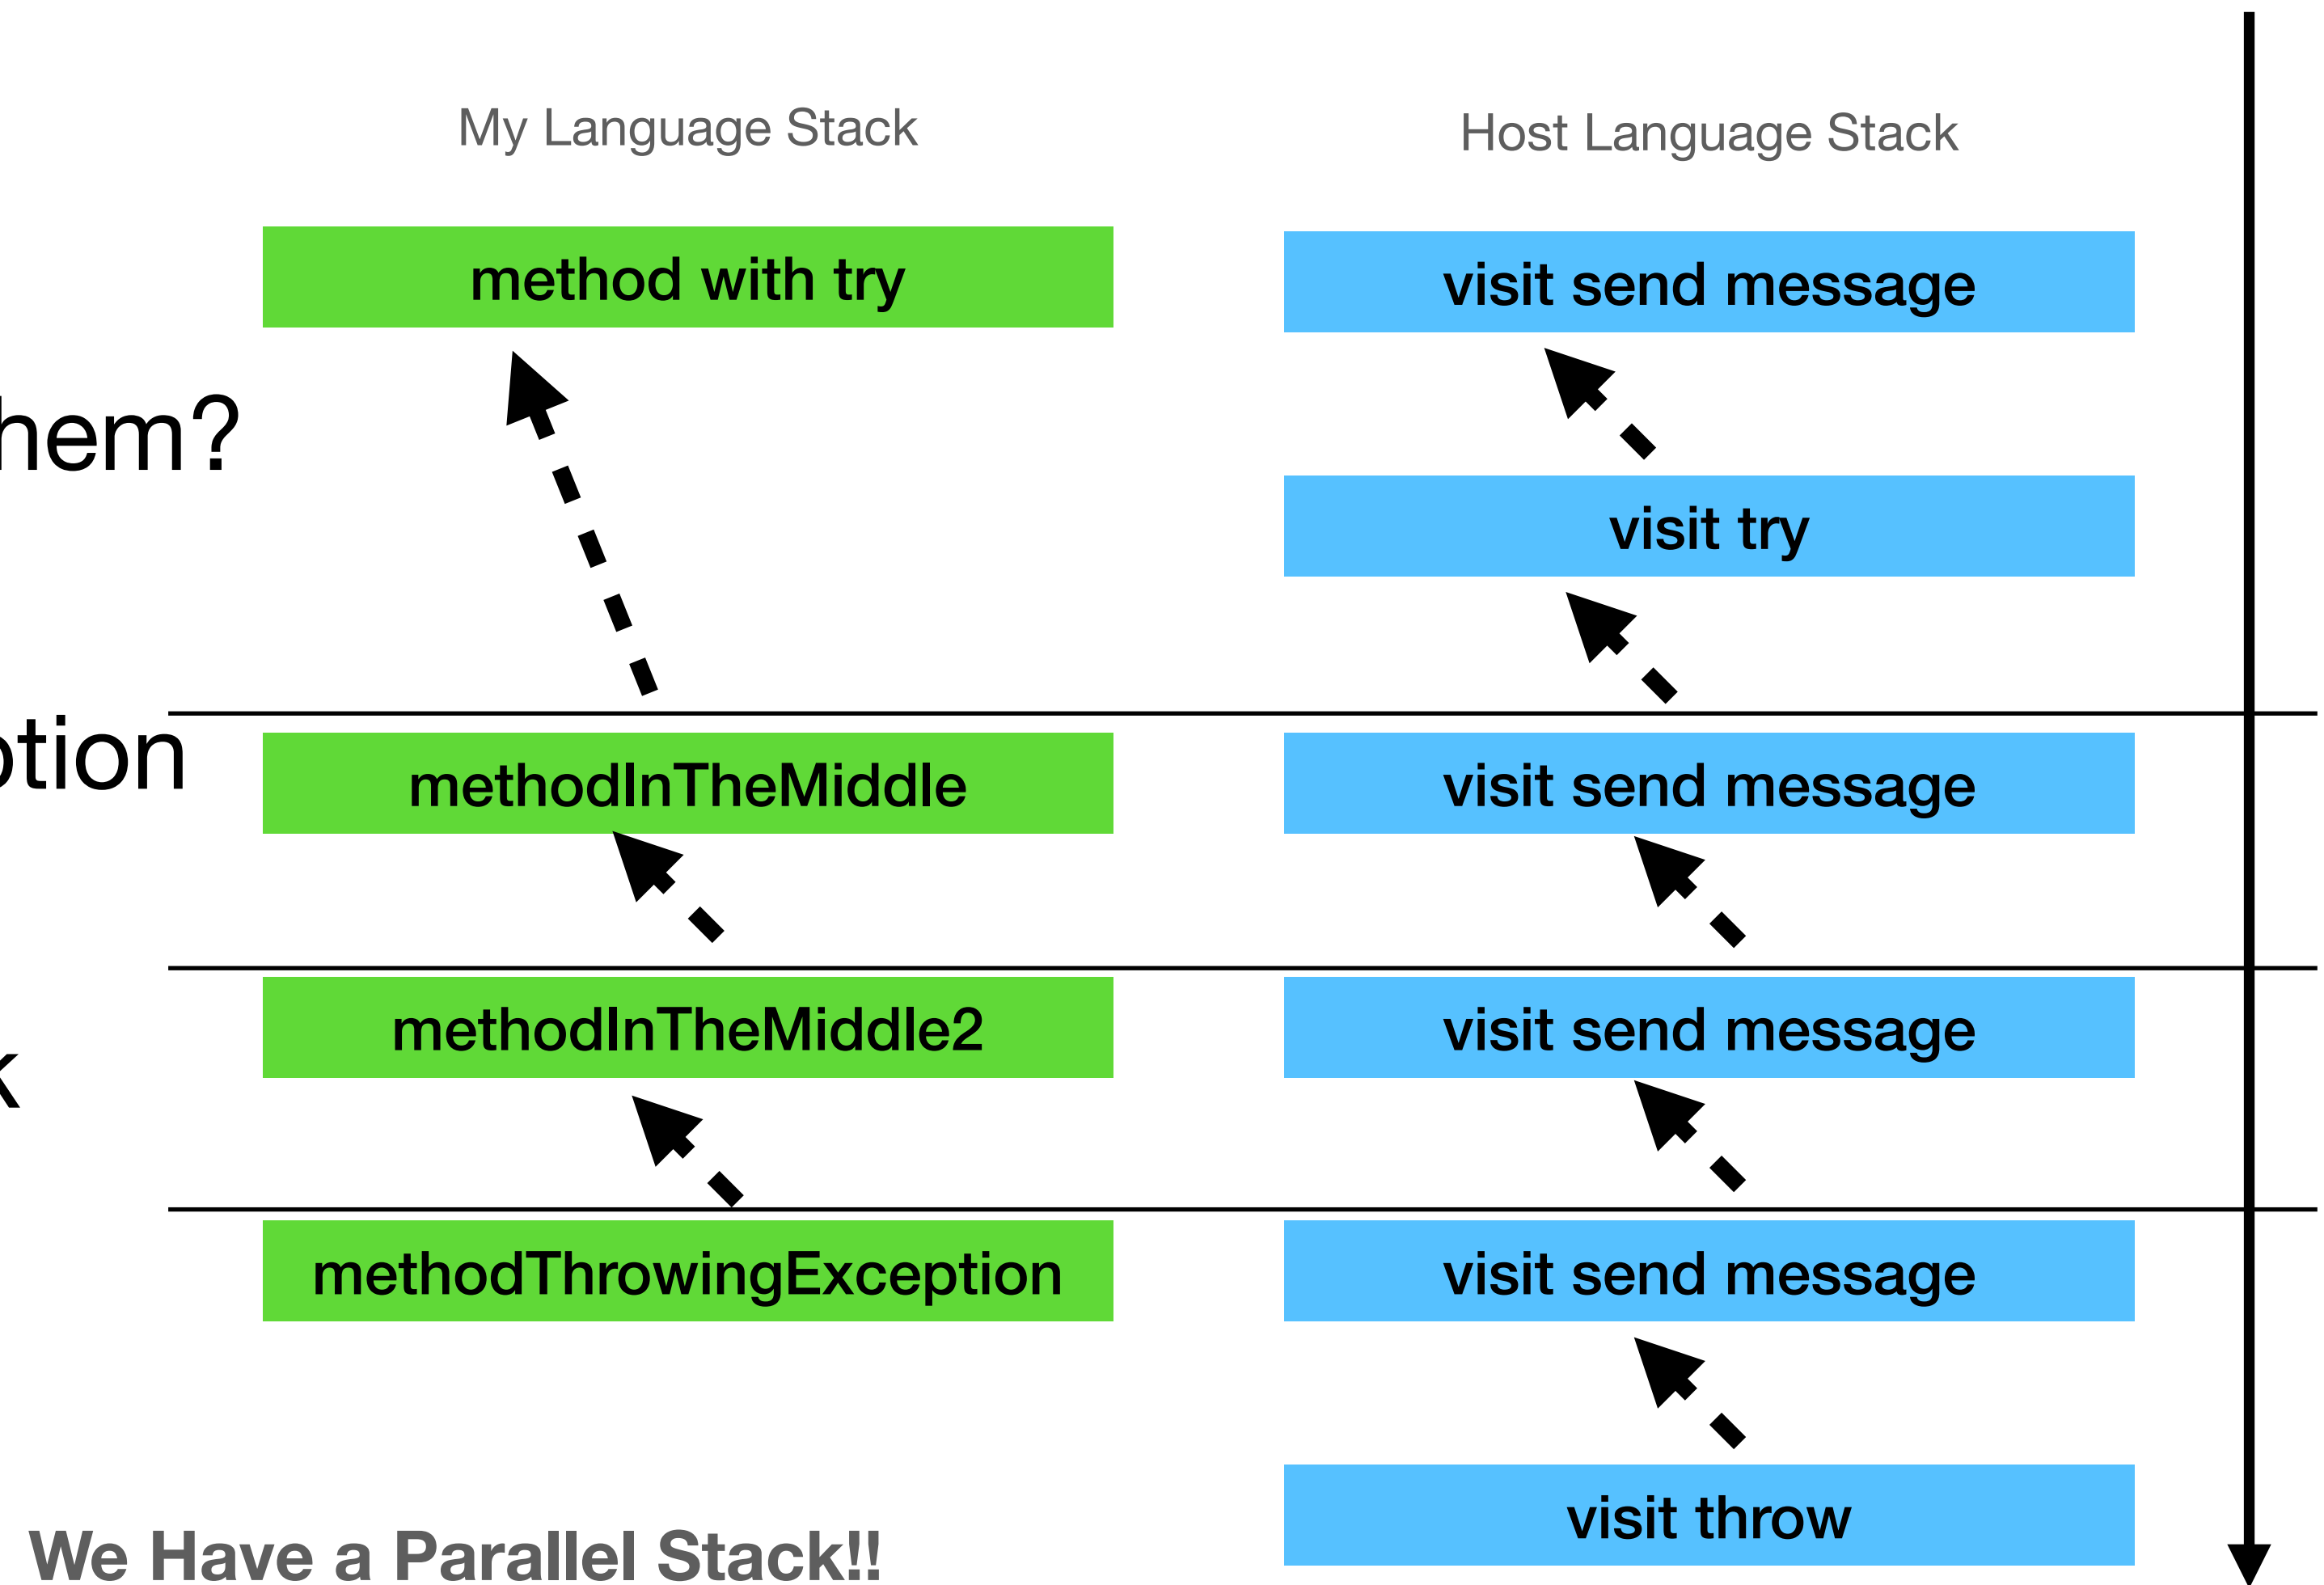 My Language Stack
Host Language Stack
method with try
visit send message
hem?
visit try
tion
methodInTheMiddle
visit send message
methodInTheMiddle2
visit send message
k
methodThrowingException
visit send message
visit throw
We Have a Parallel Stack!!